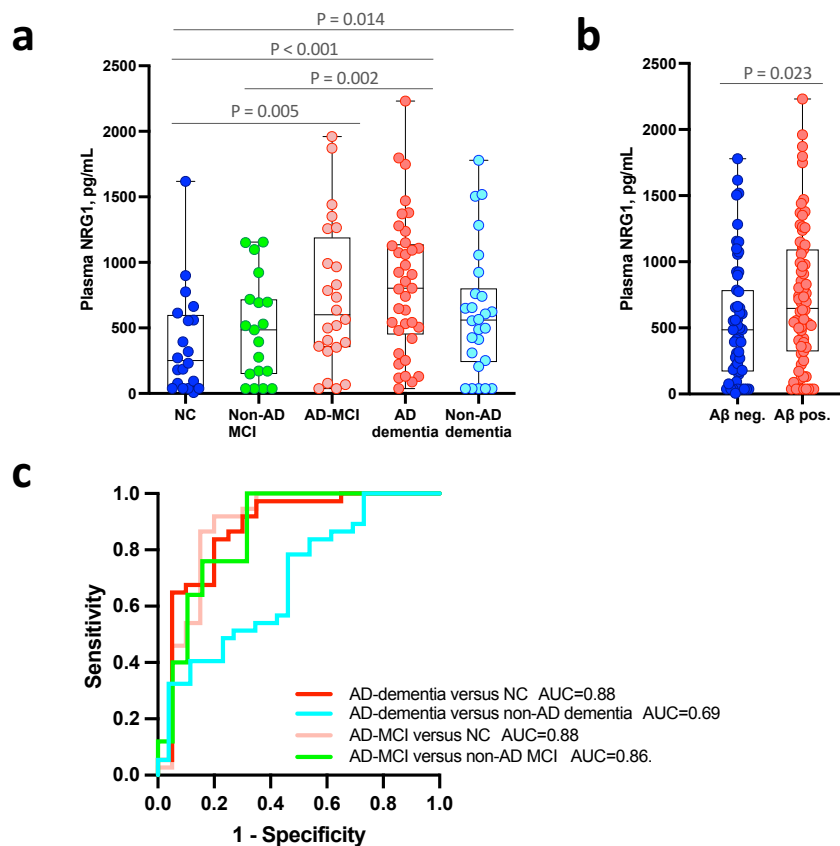 a
P = 0.014
P < 0.001
P = 0.002
P = 0.005
2500
2000
1500
1000
500
0
Plasma NRG1, pg/mL
NC
Non-AD
MCI
AD-MCI
AD
dementia
Non-AD
dementia
b
P = 0.023
2500
2000
1500
1000
500
0
Plasma NRG1, pg/mL
Aβ neg.
Aβ pos.
c
1.0
0.8
0.6
0.4
0.2
0.0
Sensitivity
AD-dementia versus NC AUC=0.88
AD-dementia versus non-AD dementia AUC=0.69
AD-MCI versus NC AUC=0.88
AD-MCI versus non-AD MCI AUC=0.86.
0.0 0.2 0.4 0.6 0.8 1.0
1 - Specificity